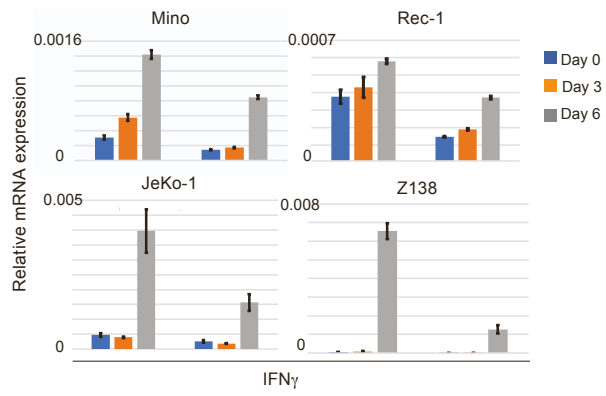 Mino
Rec-1
0.0016
0.0007
0
0
Day 0
Day 3
Day 6
Relative mRNA expression
JeKo-1
Z138
0.005
0.008
0
0
IFNγ